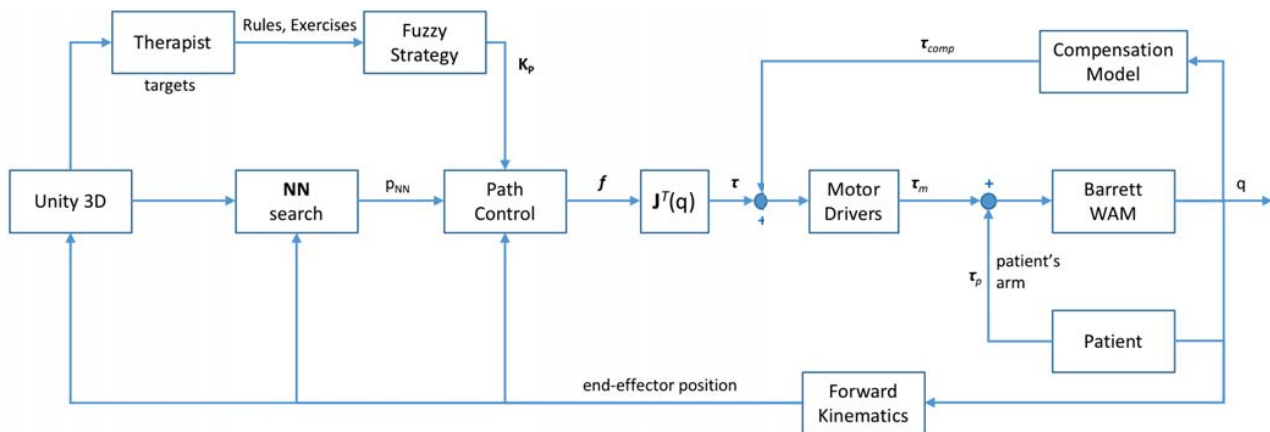 Rules, Exercises
Therapist
Fuzzy
Strategy
targets
K_P
τ_comp
Compensation
Model
Unity 3D
NN
search
p_NN
Path
Control
f
J^T(q)
τ
+
Motor
Drivers
τ_m
+
Barrett
WAM
q
τ_p
patient's
arm
Patient
end-effector position
Forward
Kinematics